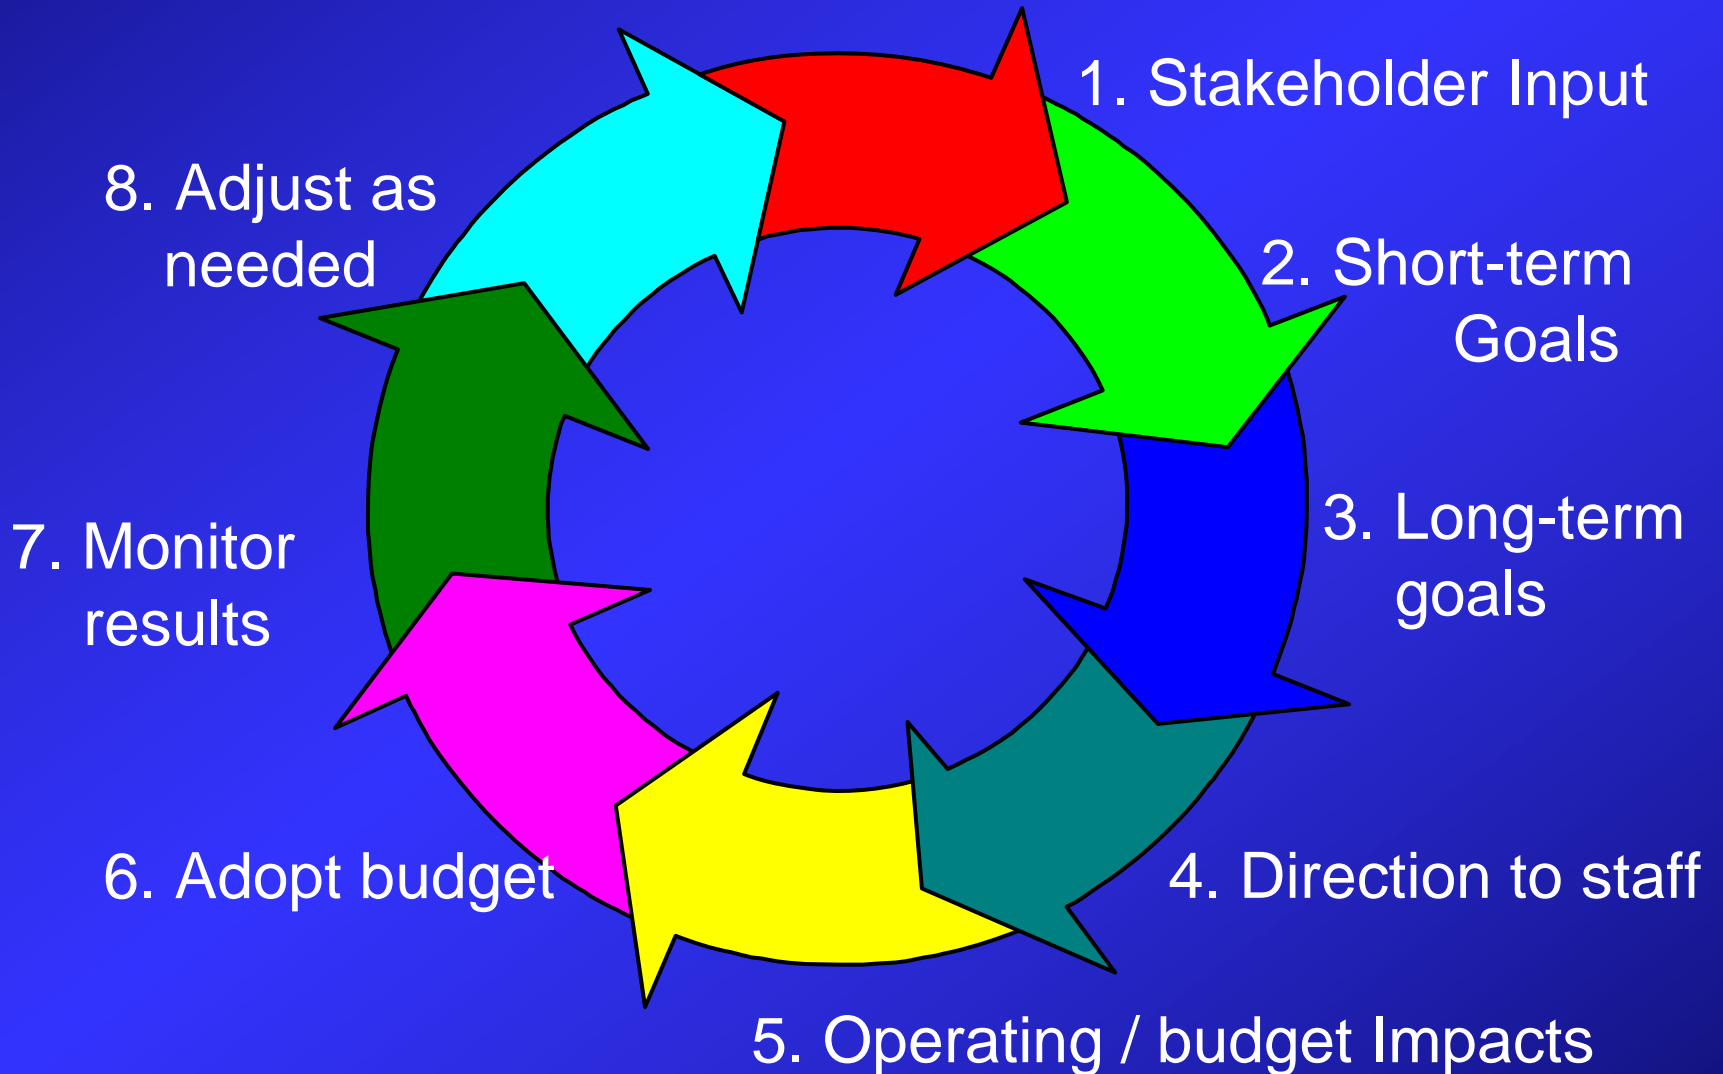 1. Stakeholder Input
2. Short-term
Goals
3. Long-term
goals
4. Direction to staff
5. Operating / budget Impacts
6. Adopt budget
7. Monitor
results
8. Adjust as
needed